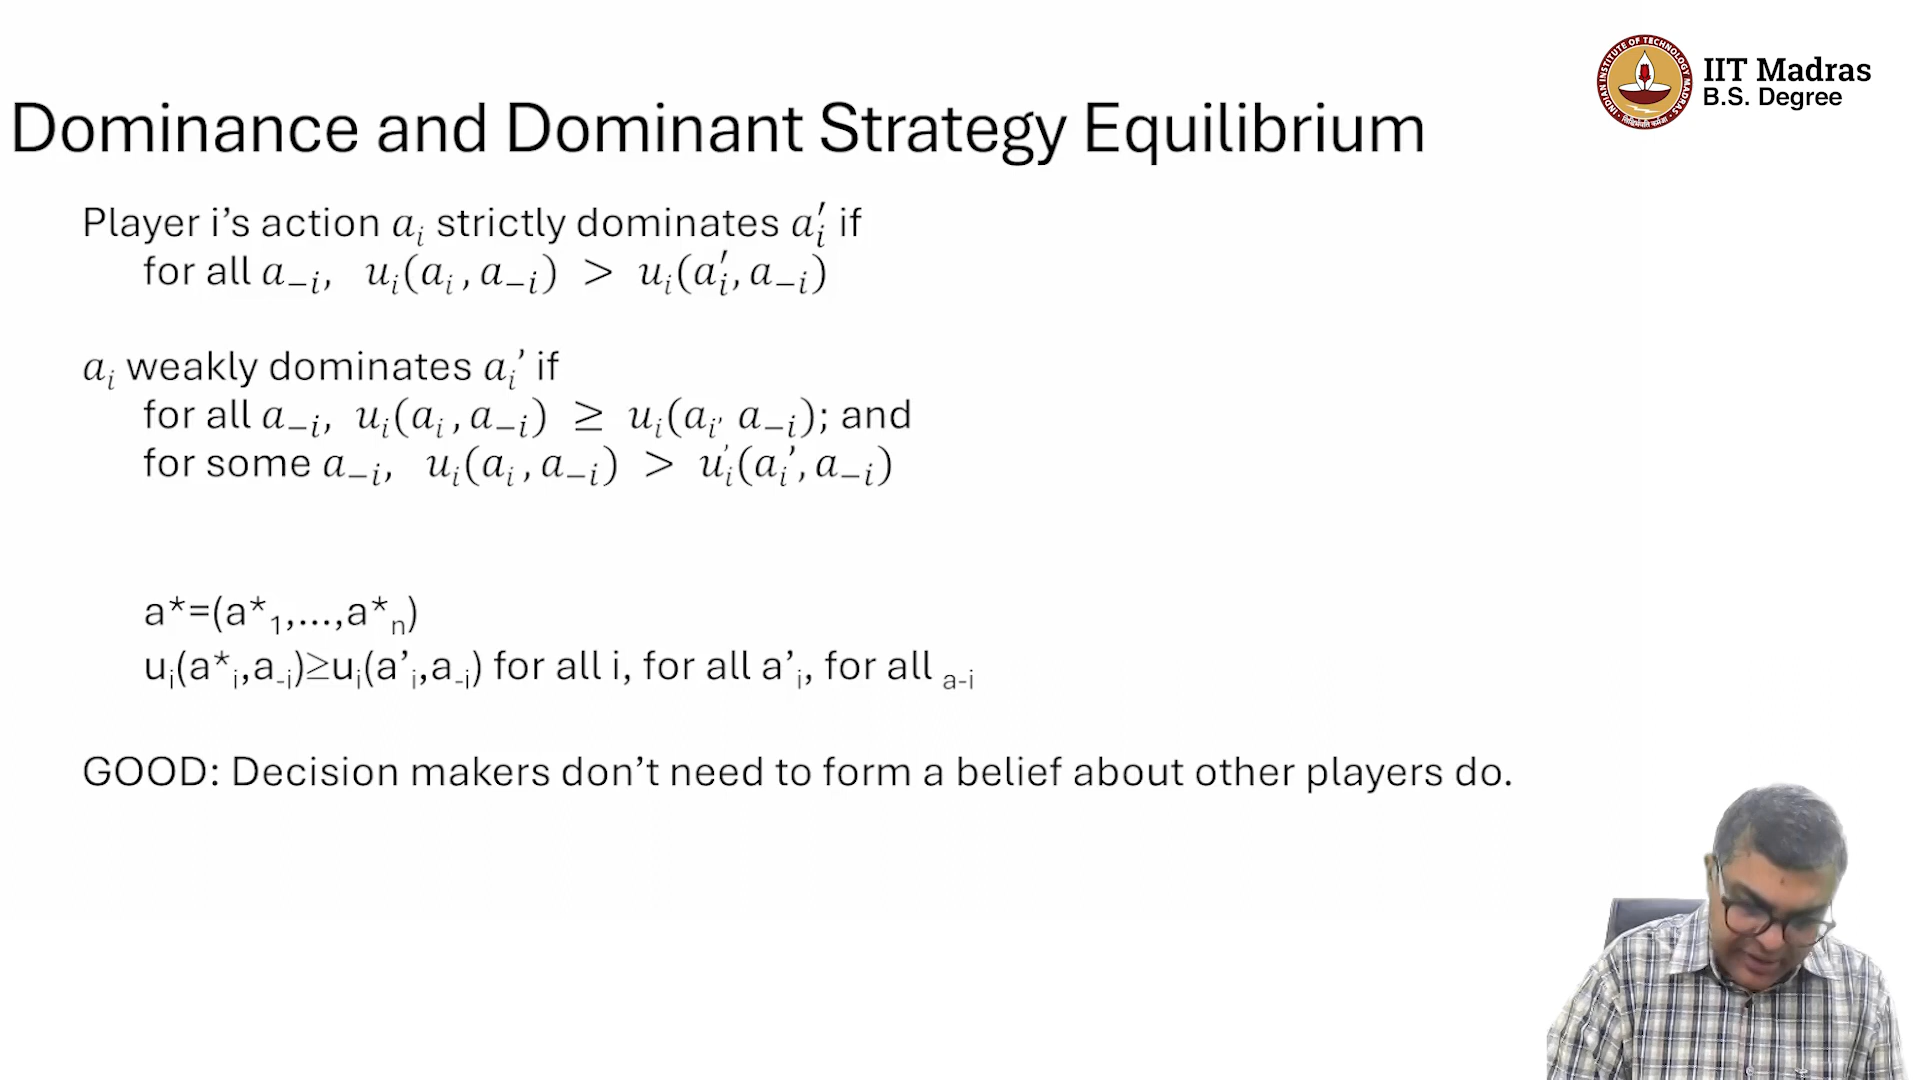 IIT Madras
B.S. Degree
Dominance and Dominant Strategy Equilibrium
Player i’s action aᵢ strictly dominates a′ᵢ if
for all a₋ᵢ, uᵢ(aᵢ, a₋ᵢ) > uᵢ(a′ᵢ, a₋ᵢ)
aᵢ weakly dominates aᵢ’ if
for all a₋ᵢ, uᵢ(aᵢ, a₋ᵢ) ≥ uᵢ(aᵢ’ a₋ᵢ); and
for some a₋ᵢ, uᵢ(aᵢ, a₋ᵢ) > u’ᵢ(aᵢ’, a₋ᵢ)
a*=(a*₁,…,a*ₙ)
uᵢ(a*ᵢ,a₋ᵢ)≥uᵢ(a’ᵢ,a₋ᵢ) for all i, for all a’ᵢ, for all a-i
GOOD: Decision makers don’t need to form a belief about other players do.